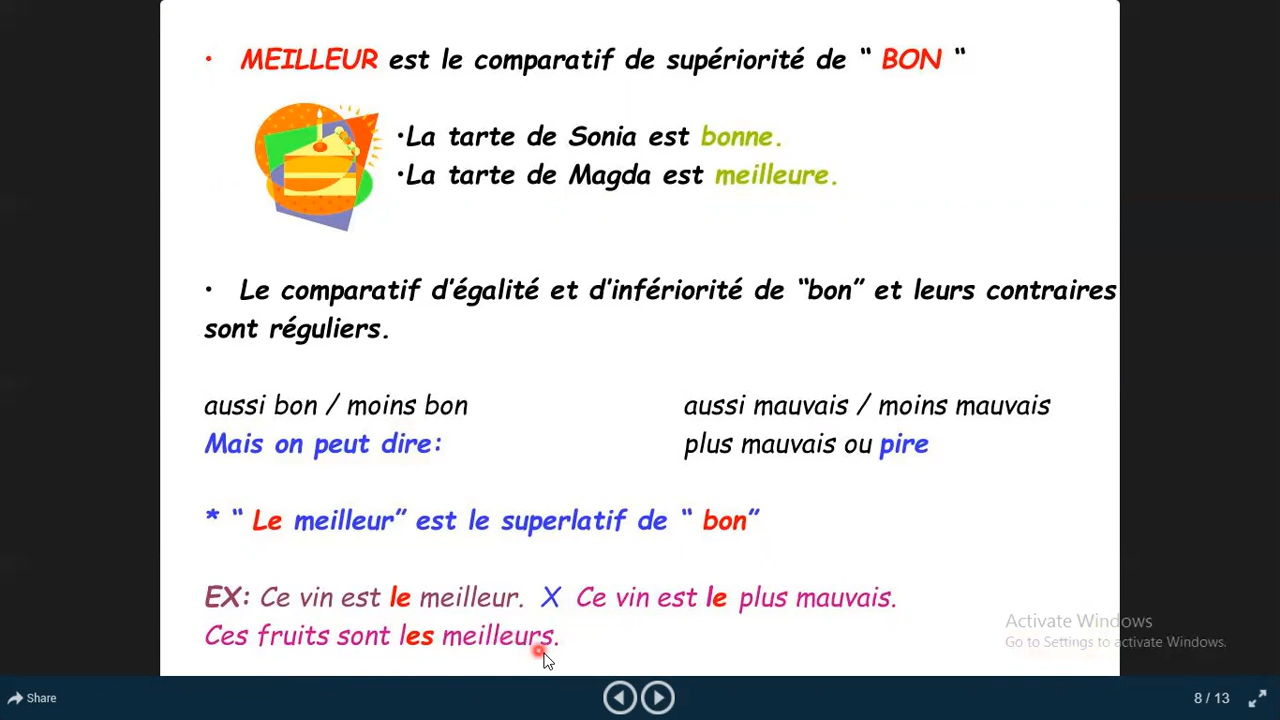 • MEILLEUR est le comparatif de supériorité de “ BON “
•La tarte de Sonia est bonne.
•La tarte de Magda est meilleure.
• Le comparatif d’égalité et d’infériorité de “bon” et leurs contraires
sont réguliers.
aussi bon / moins bon
aussi mauvais / moins mauvais
Mais on peut dire:
plus mauvais ou pire
* “ Le meilleur” est le superlatif de “ bon”
EX: Ce vin est le meilleur. X Ce vin est le plus mauvais.
Ces fruits sont les meilleurs.
Activate Windows
Go to Settings to activate Windows.
Share
8 / 13